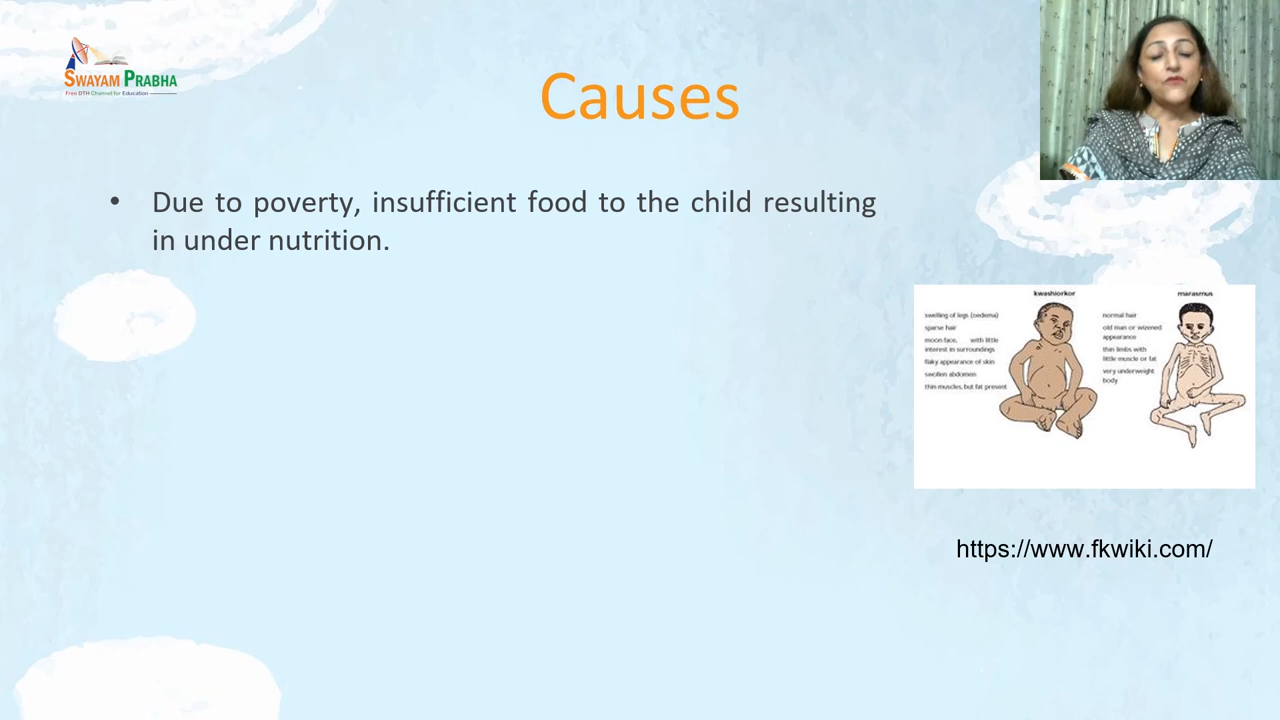 SWAYAM PRABHA
Free DTH Channel for Education
Causes
• Due to poverty, insufficient food to the child resulting
in under nutrition.
kwashiorkor
swelling of legs (oedema)
sparse hair
moon face, with little
interest in surroundings
flaky appearance of skin
swollen abdomen
thin muscles, but fat present
marasmus
normal hair
old man or wizened
appearance
thin limbs with
little muscle or fat
very underweight
body
https://www.fkwiki.com/